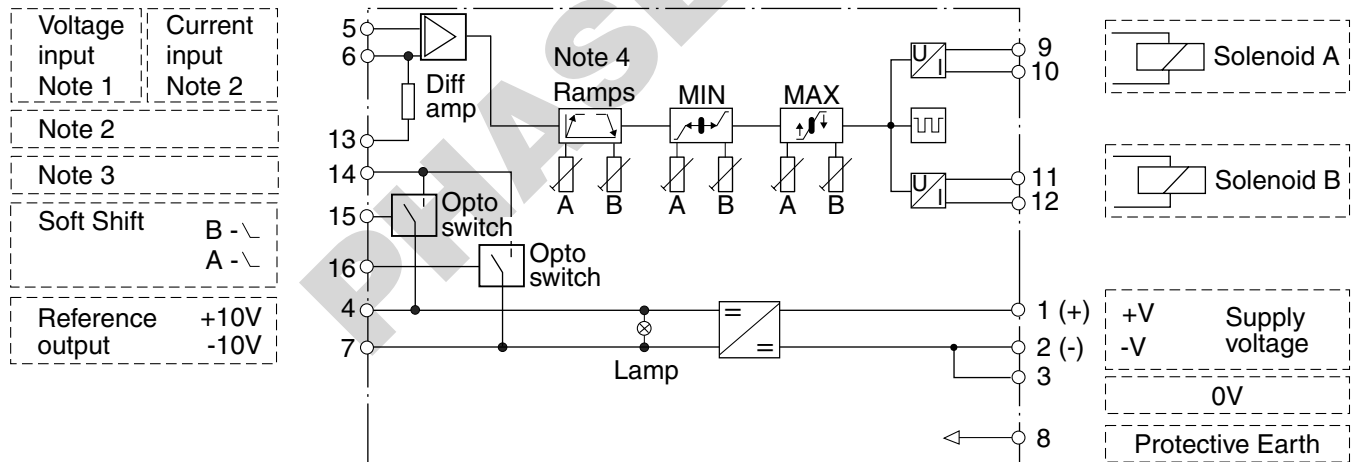 Voltage input Note 1
Current input Note 2
Note 2
Note 3
Soft Shift
B -
A -
Reference output
+10V
-10V
5
6
13
14
15
16
4
7
Diff amp
Opto switch
Opto switch
Note 4
Ramps
MIN
MAX
A
B
A
B
A
B
U
I
U
I
Lamp
9
10
11
12
1 (+)
2 (-)
3
8
Solenoid A
Solenoid B
+V
-V
Supply voltage
0V
Protective Earth